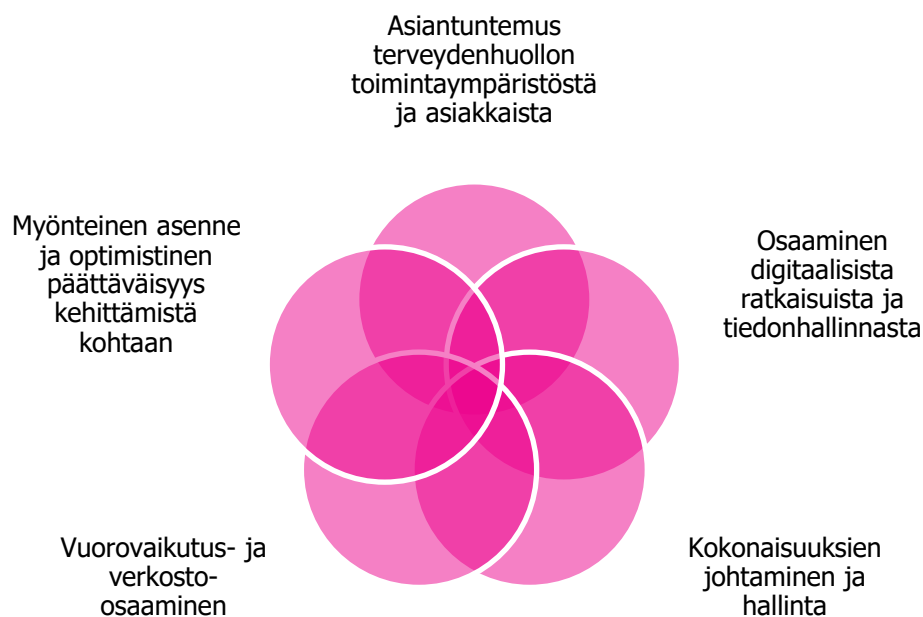 Asiantuntemus
terveydenhuollon
toimintaympäristöstä
ja asiakkaista
Myönteinen asenne
ja optimistinen
päättäväisyys
kehittämistä
kohtaan
Osaaminen
digitaalisista
ratkaisuista ja
tiedonhallinnasta
Vuorovaikutus- ja
verkosto-
osaaminen
Kokonaisuuksien
johtaminen ja
hallinta